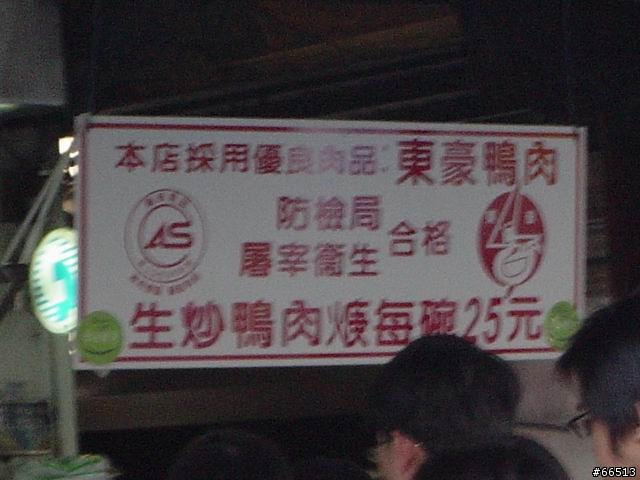 本店採用優良肉品:東豪鴨肉
CAS
防檢局
屠宰衛生
合格
生炒鴨肉焿每碗25元
#66513